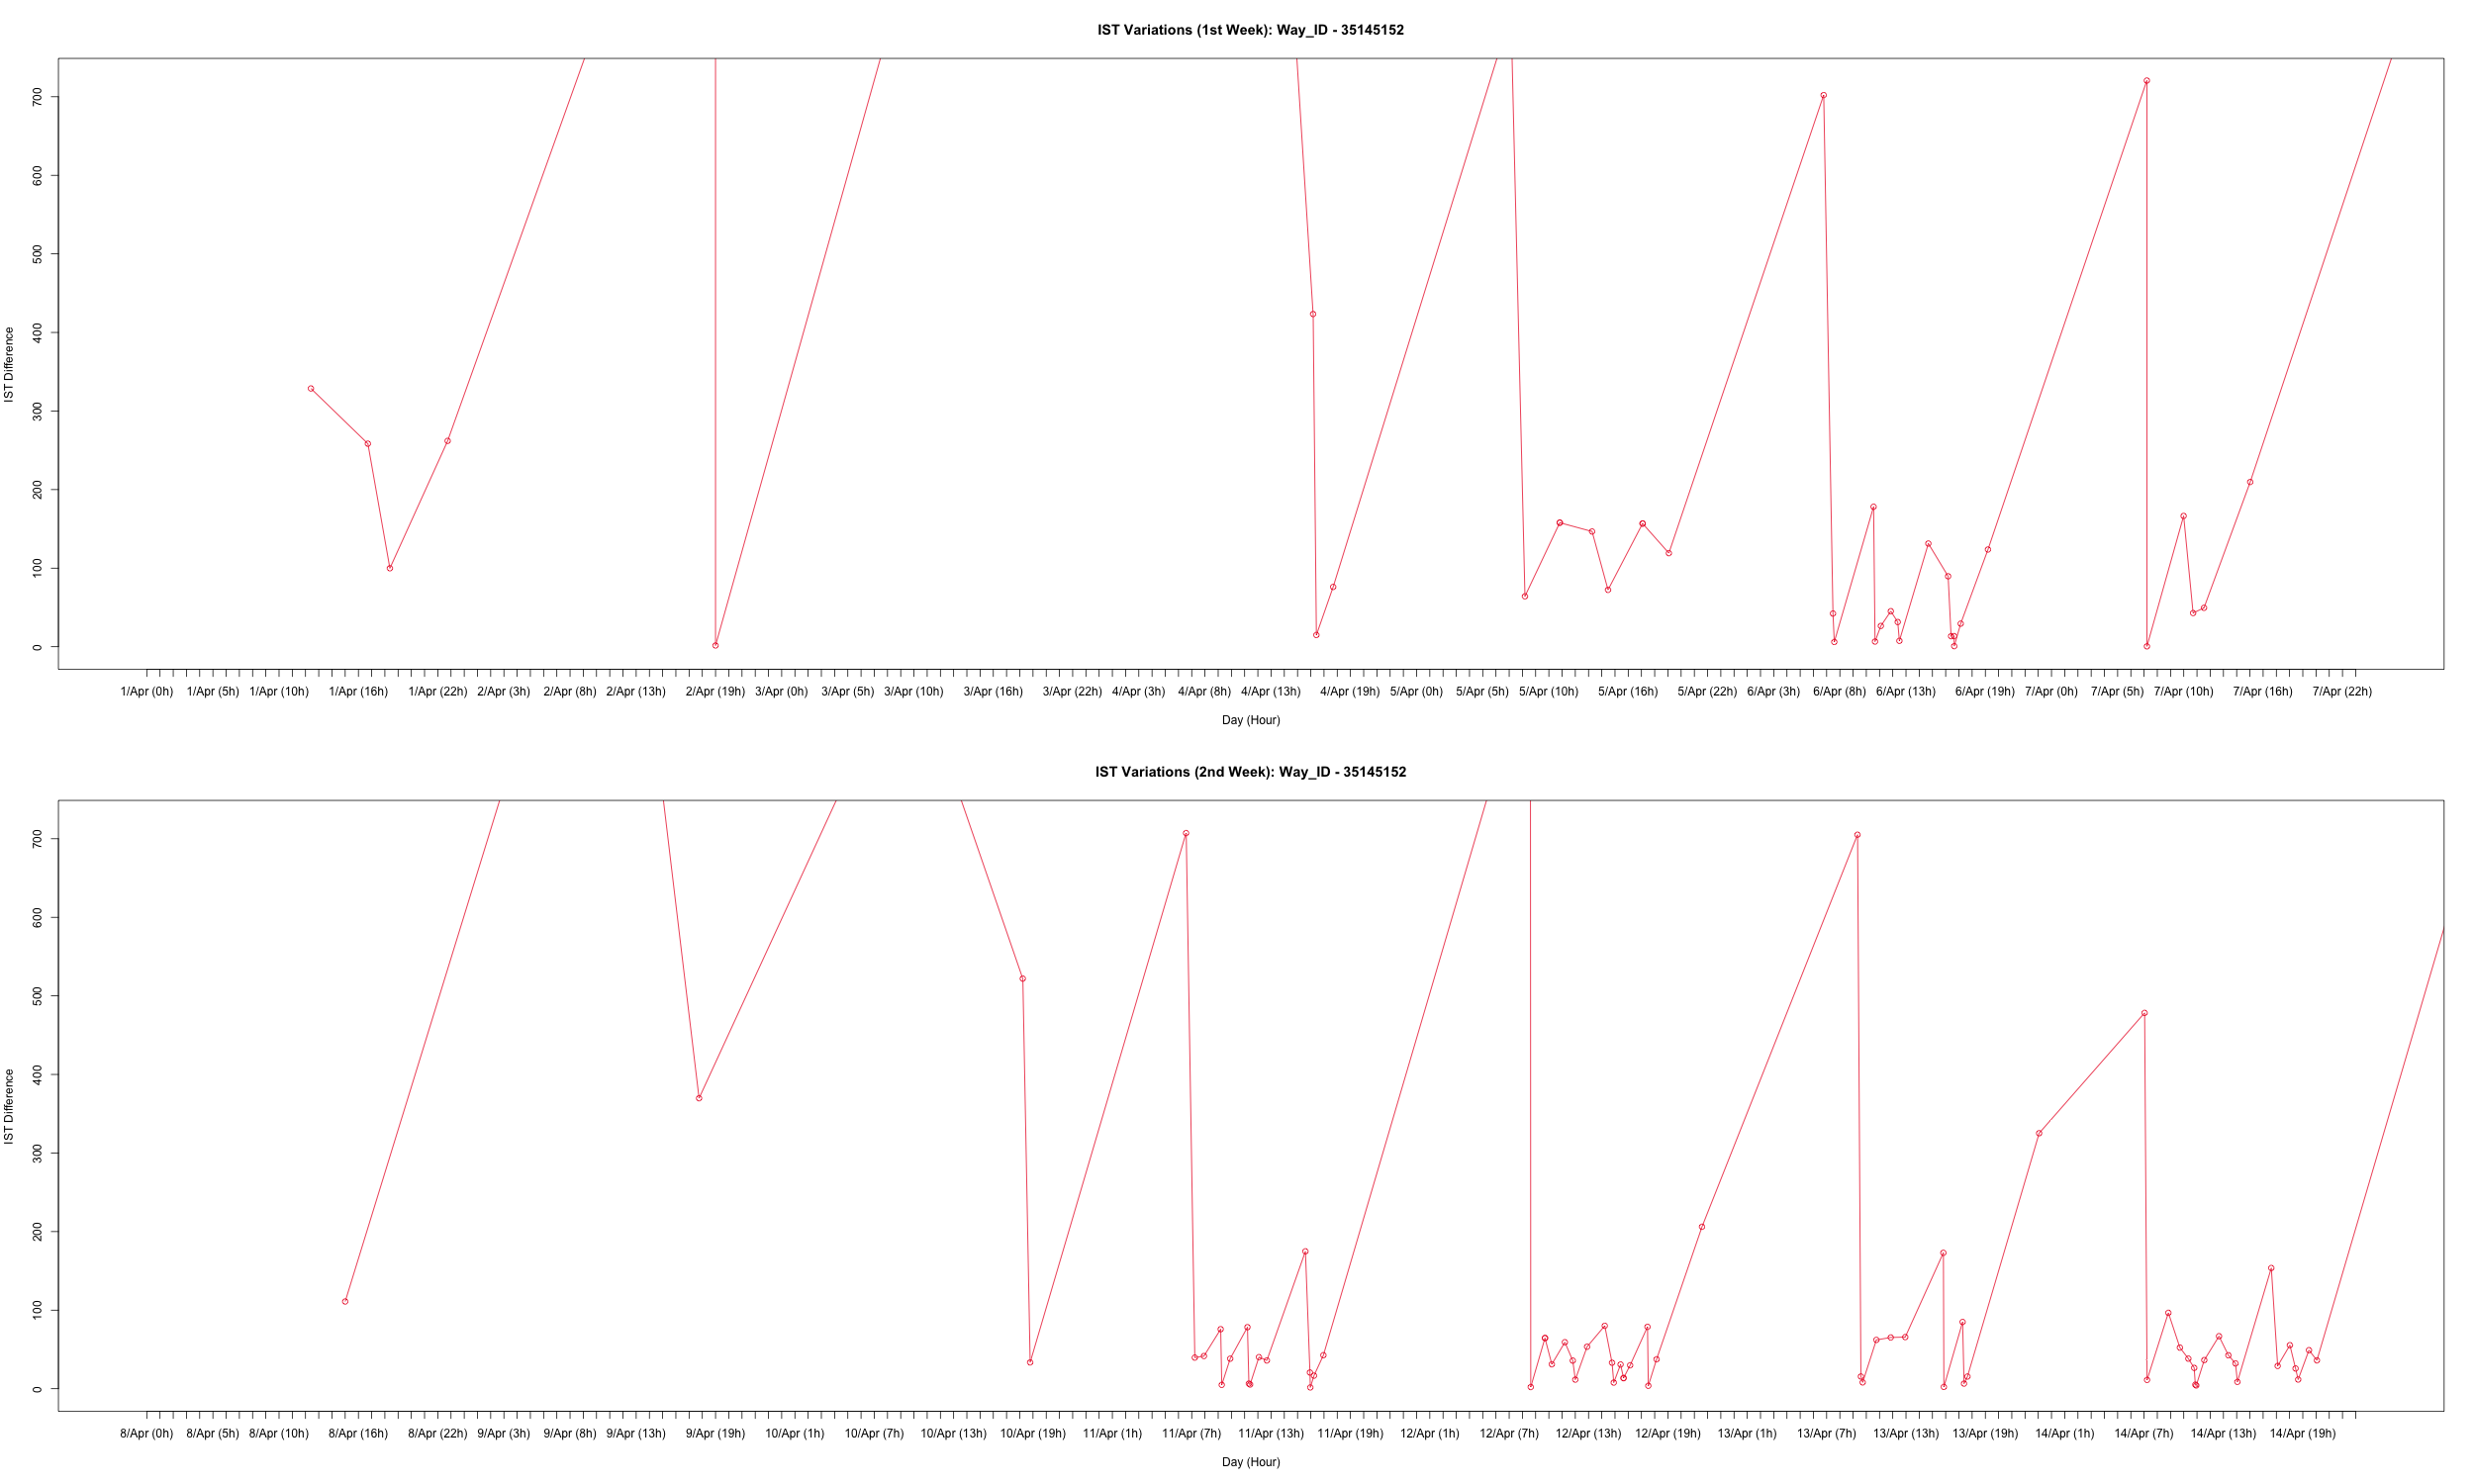 IST Variations (1st Week): Way_ID - 35145152
IST Difference
700
600
500
400
300
200
100
0
1/Apr (0h) 1/Apr (5h) 1/Apr (10h) 1/Apr (16h) 1/Apr (22h) 2/Apr (3h) 2/Apr (8h) 2/Apr (13h) 2/Apr (19h) 3/Apr (0h) 3/Apr (5h) 3/Apr (10h) 3/Apr (16h) 3/Apr (22h) 4/Apr (3h) 4/Apr (8h) 4/Apr (13h) 4/Apr (19h) 5/Apr (0h) 5/Apr (5h) 5/Apr (10h) 5/Apr (16h) 5/Apr (22h) 6/Apr (3h) 6/Apr (8h) 6/Apr (13h) 6/Apr (19h) 7/Apr (0h) 7/Apr (5h) 7/Apr (10h) 7/Apr (16h) 7/Apr (22h)
Day (Hour)
IST Variations (2nd Week): Way_ID - 35145152
IST Difference
700
600
500
400
300
200
100
0
8/Apr (0h) 8/Apr (5h) 8/Apr (10h) 8/Apr (16h) 8/Apr (22h) 9/Apr (3h) 9/Apr (8h) 9/Apr (13h) 9/Apr (19h) 10/Apr (1h) 10/Apr (7h) 10/Apr (13h) 10/Apr (19h) 11/Apr (1h) 11/Apr (7h) 11/Apr (13h) 11/Apr (19h) 12/Apr (1h) 12/Apr (7h) 12/Apr (13h) 12/Apr (19h) 13/Apr (1h) 13/Apr (7h) 13/Apr (13h) 13/Apr (19h) 14/Apr (1h) 14/Apr (7h) 14/Apr (13h) 14/Apr (19h)
Day (Hour)